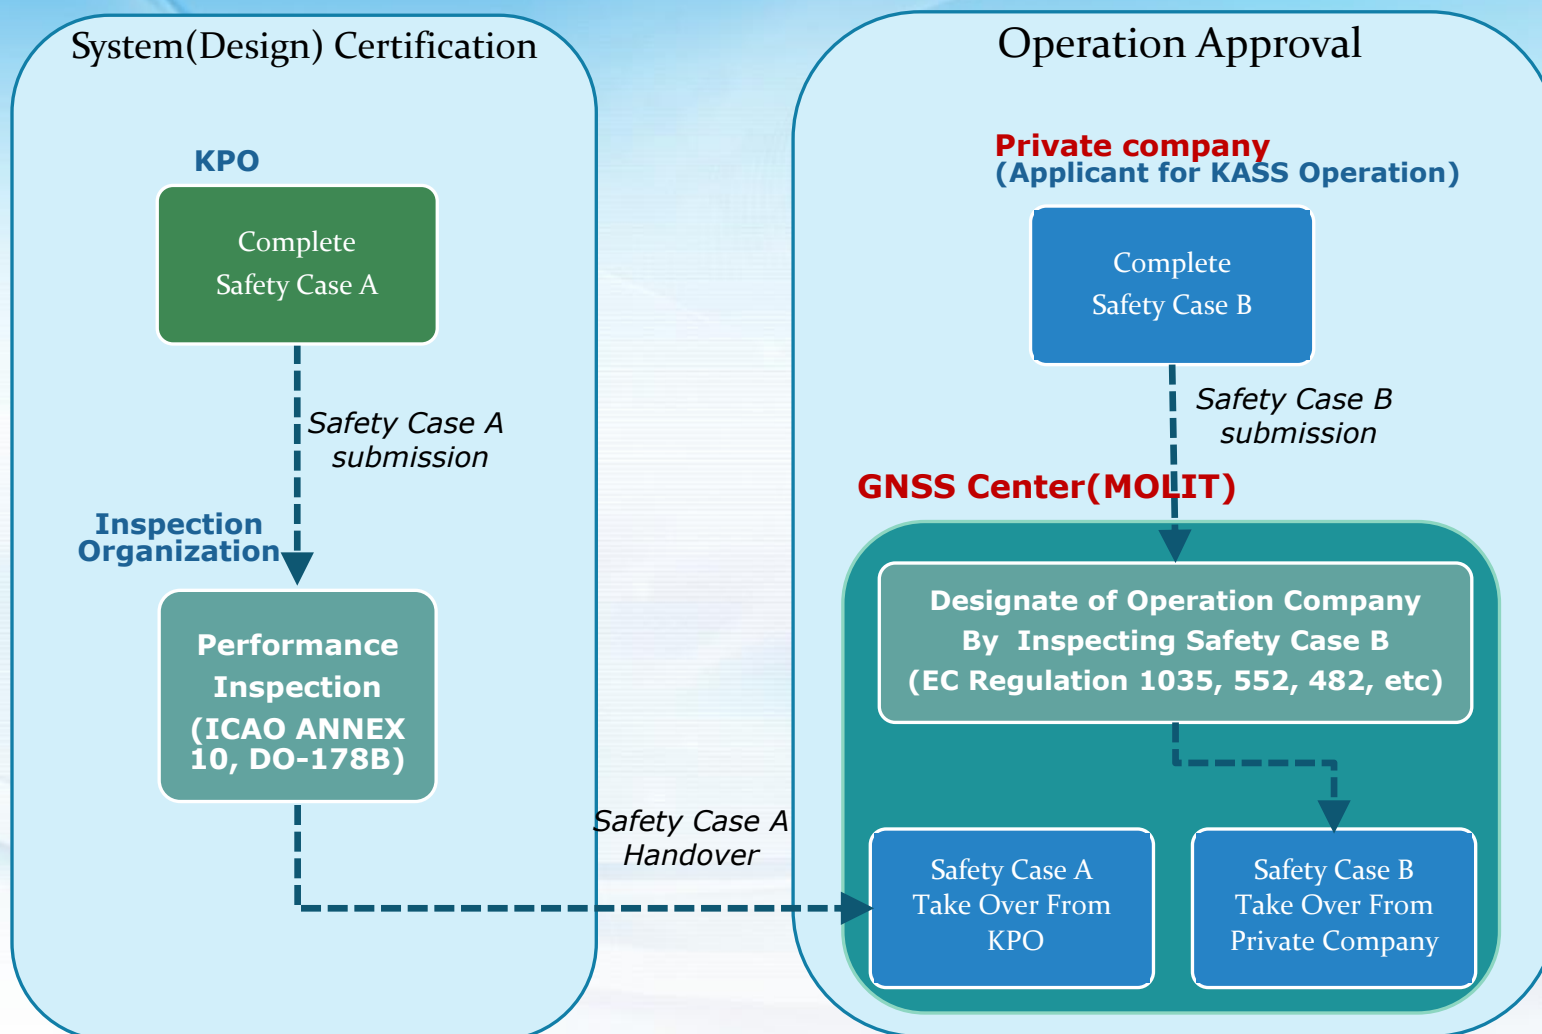 System(Design) Certification
KPO
Complete
Safety Case A
Safety Case A
submission
Inspection
Organization
Performance
Inspection
(ICAO ANNEX
10, DO-178B)
Safety Case A
Handover
Operation Approval
Private company
(Applicant for KASS Operation)
Complete
Safety Case B
Safety Case B
submission
GNSS Center(MOLIT)
Designate of Operation Company
By Inspecting Safety Case B
(EC Regulation 1035, 552, 482, etc)
Safety Case A
Take Over From
KPO
Safety Case B
Take Over From
Private Company